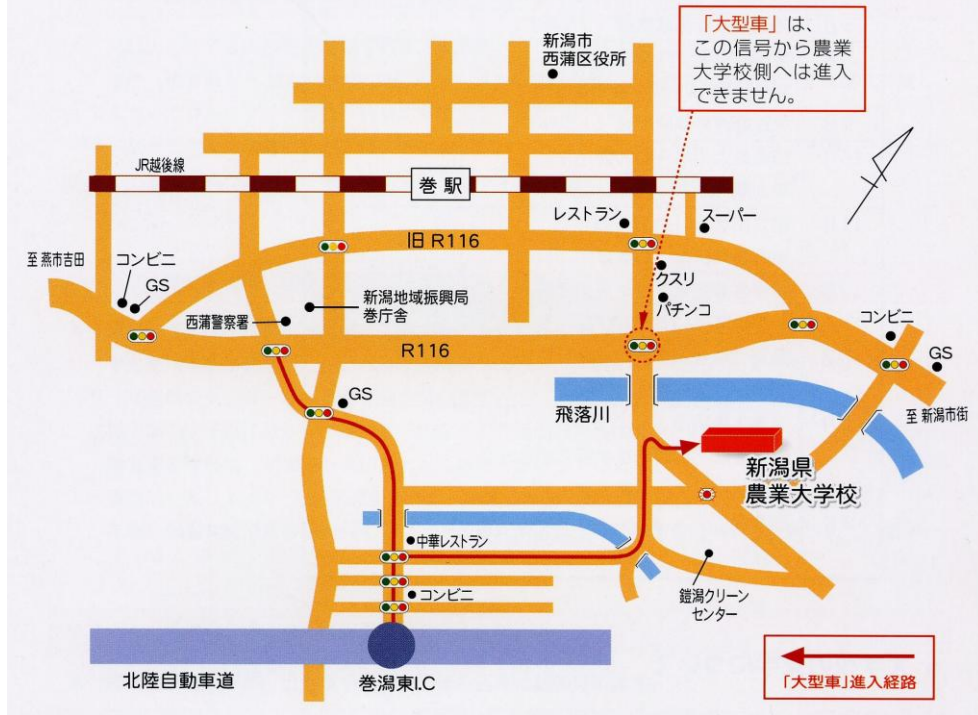 「大型車」は、
この信号から農業
大学校側へは進入
できません。
新潟市
西蒲区役所
JR越後線
巻駅
レストラン
スーパー
旧 R116
至 燕市吉田
コンビニ
GS
クスリ
パチンコ
新潟地域振興局
巻庁舎
西蒲警察署
コンビニ
GS
R116
至 新潟市街
GS
飛落川
新潟県
農業大学校
中華レストラン
コンビニ
鎧潟クリーン
センター
北陸自動車道
巻潟東I.C
「大型車」進入経路